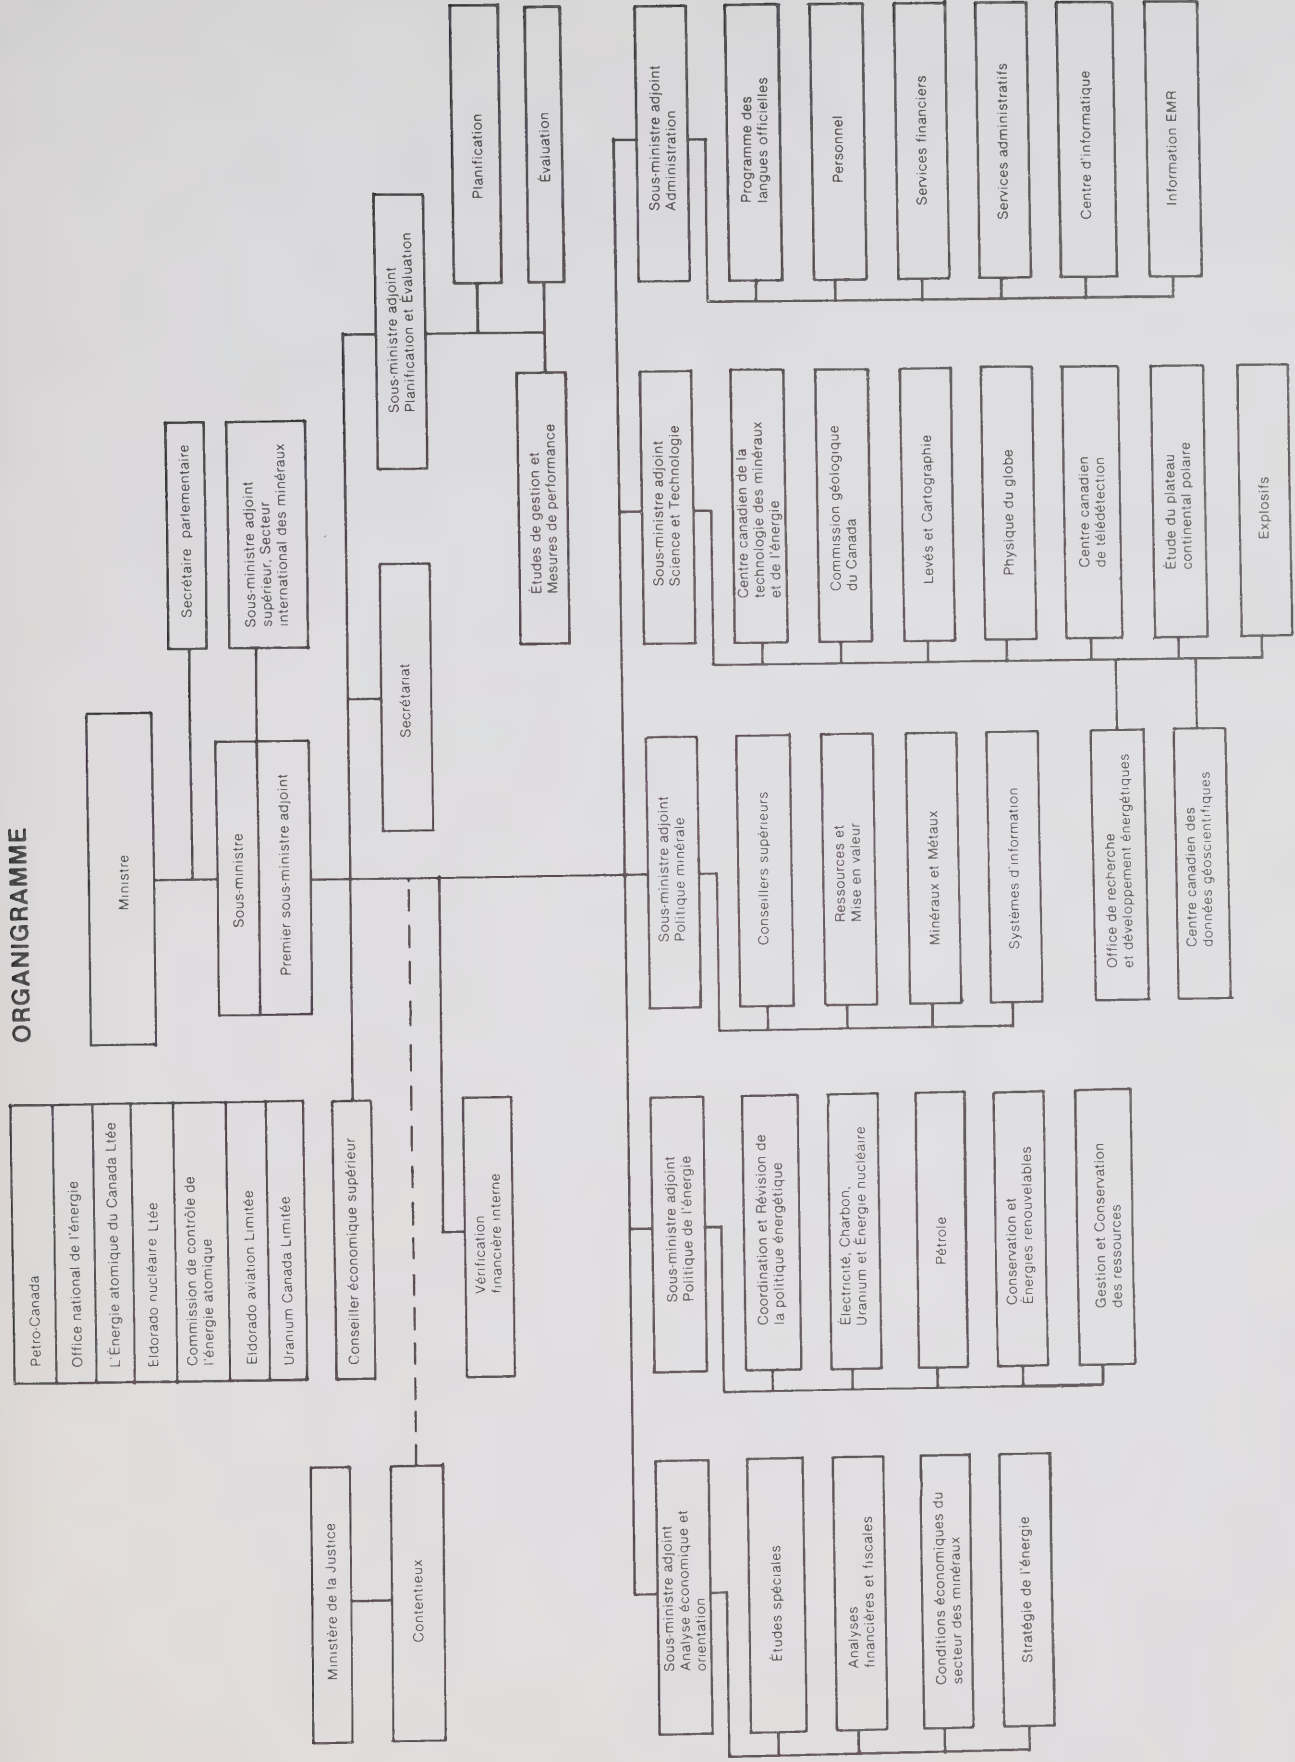 ORGANIGRAMME
Petro-Canada
Office national de l'énergie
L'Énergie atomique du Canada Ltée
Eldorado nucléaire Ltée
Commission de contrôle de
l'énergie atomique
Eldorado aviation Limitée
Uranium Canada Limitée
Ministre
Secrétaire parlementaire
Sous-ministre
Premier sous-ministre adjoint
Sous-ministre adjoint
supérieur, Secteur
international des minéraux
Ministère de la Justice
Contentieux
Conseiller économique supérieur
Vérification
financière interne
Secrétariat
Sous-ministre adjoint
Planification et Évaluation
Planification
Évaluation
Études de gestion et
Mesures de performance
Sous-ministre adjoint
Analyse économique et
orientation
Études spéciales
Analyses
financières et fiscales
Conditions économiques du
secteur des minéraux
Stratégie de l'énergie
Sous-ministre adjoint
Politique de l'énergie
Coordination et Révision de
la politique énergétique
Électricité, Charbon,
Uranium et Énergie nucléaire
Pétrole
Conservation et
Énergies renouvelables
Gestion et Conservation
des ressources
Sous-ministre adjoint
Politique minérale
Conseillers supérieurs
Ressources et
Mise en valeur
Minéraux et Métaux
Systèmes d'information
Office de recherche
et développement énergétiques
Centre canadien des
données géoscientifiques
Sous-ministre adjoint
Science et Technologie
Centre canadien de la
technologie des minéraux
et de l'énergie
Commission géologique
du Canada
Levés et Cartographie
Physique du globe
Centre canadien
de télédétection
Étude du plateau
continental polaire
Explosifs
Sous-ministre adjoint
Administration
Programme des
langues officielles
Personnel
Services financiers
Services administratifs
Centre d'informatique
Information EMR